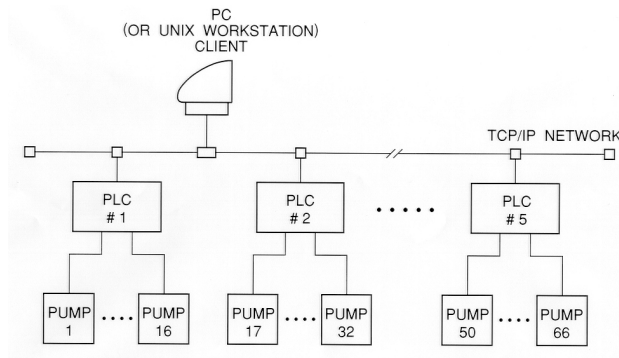 PC
(OR UNIX WORKSTATION)
CLIENT
TCP/IP NETWORK
PLC
# 1
PLC
# 2
PLC
# 5
PUMP
1
PUMP
16
PUMP
17
PUMP
32
PUMP
50
PUMP
66